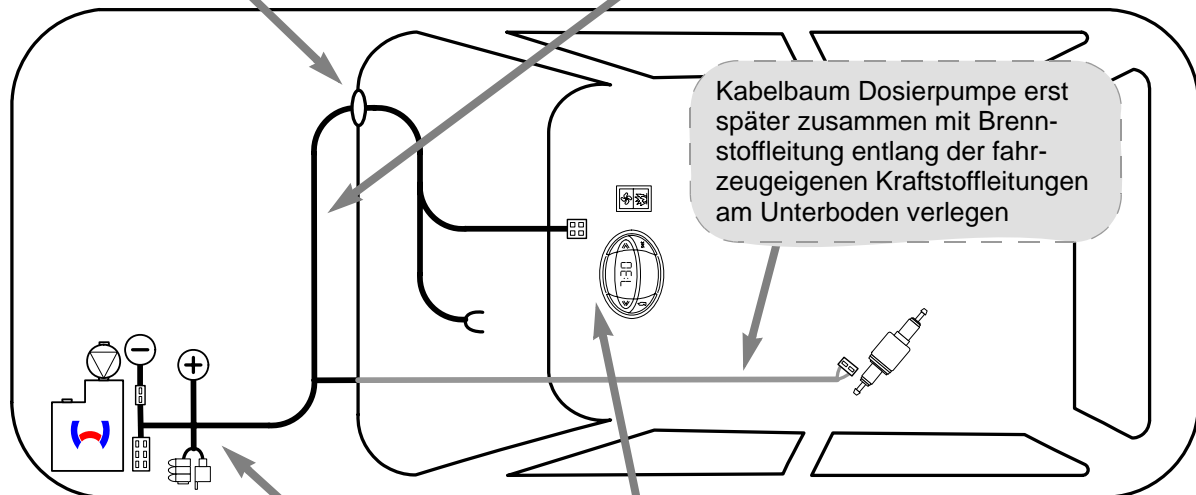 Kabelbaum Dosierpumpe erst
später zusammen mit Brenn-
stoffleitung entlang der fahr-
zeugeigenen Kraftstoffleitungen
am Unterboden verlegen